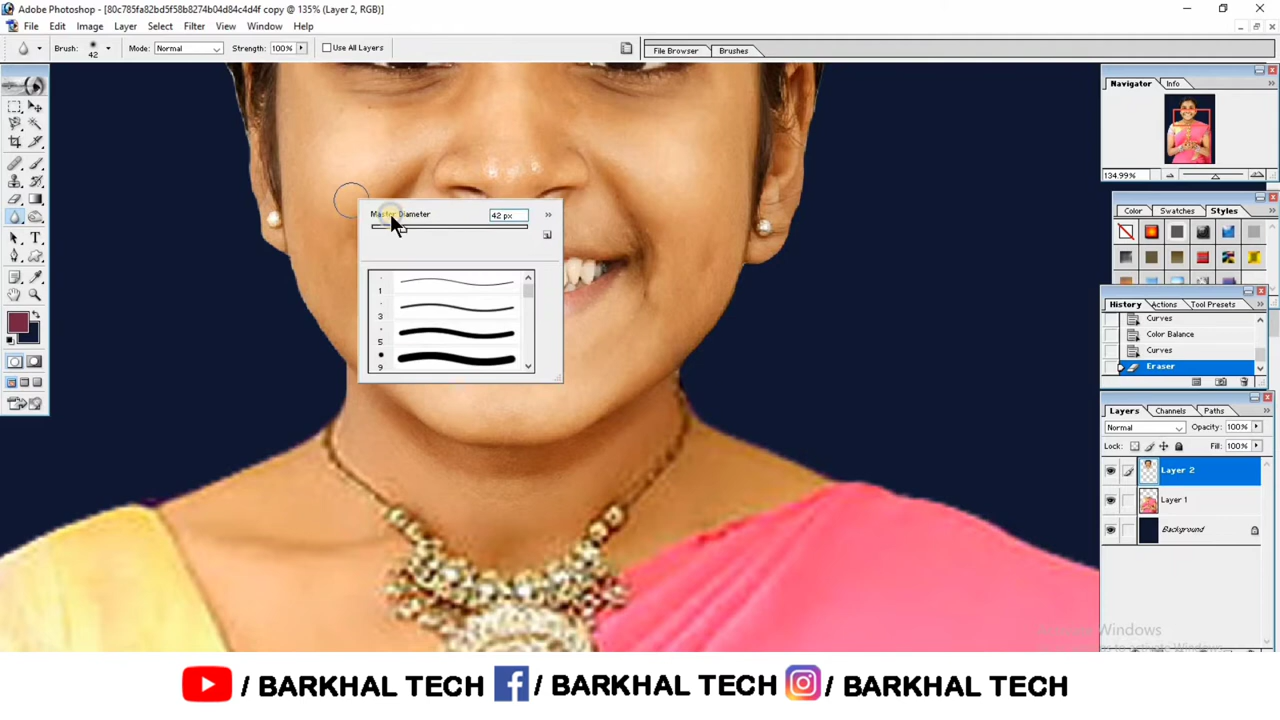 Adobe Photoshop - [80c785fa82bd5f58b8274b04d84c4d4f copy @ 135% (Layer 2, RGB)]
File Edit Image Layer Select Filter View Window Help
Brush: 42 Mode: Normal Strength: 100% Use All Layers File Browser Brushes
Navigator Info
134.99%
Color Swatches Styles
Master Diameter 42 px
1
3
5
9
History Actions Tool Presets
Curves
Color Balance
Curves
Eraser
Layers Channels Paths
Normal Opacity: 100%
Lock: Fill: 100%
Layer 2
Layer 1
Background
/ BARKHAL TECH / BARKHAL TECH / BARKHAL TECH